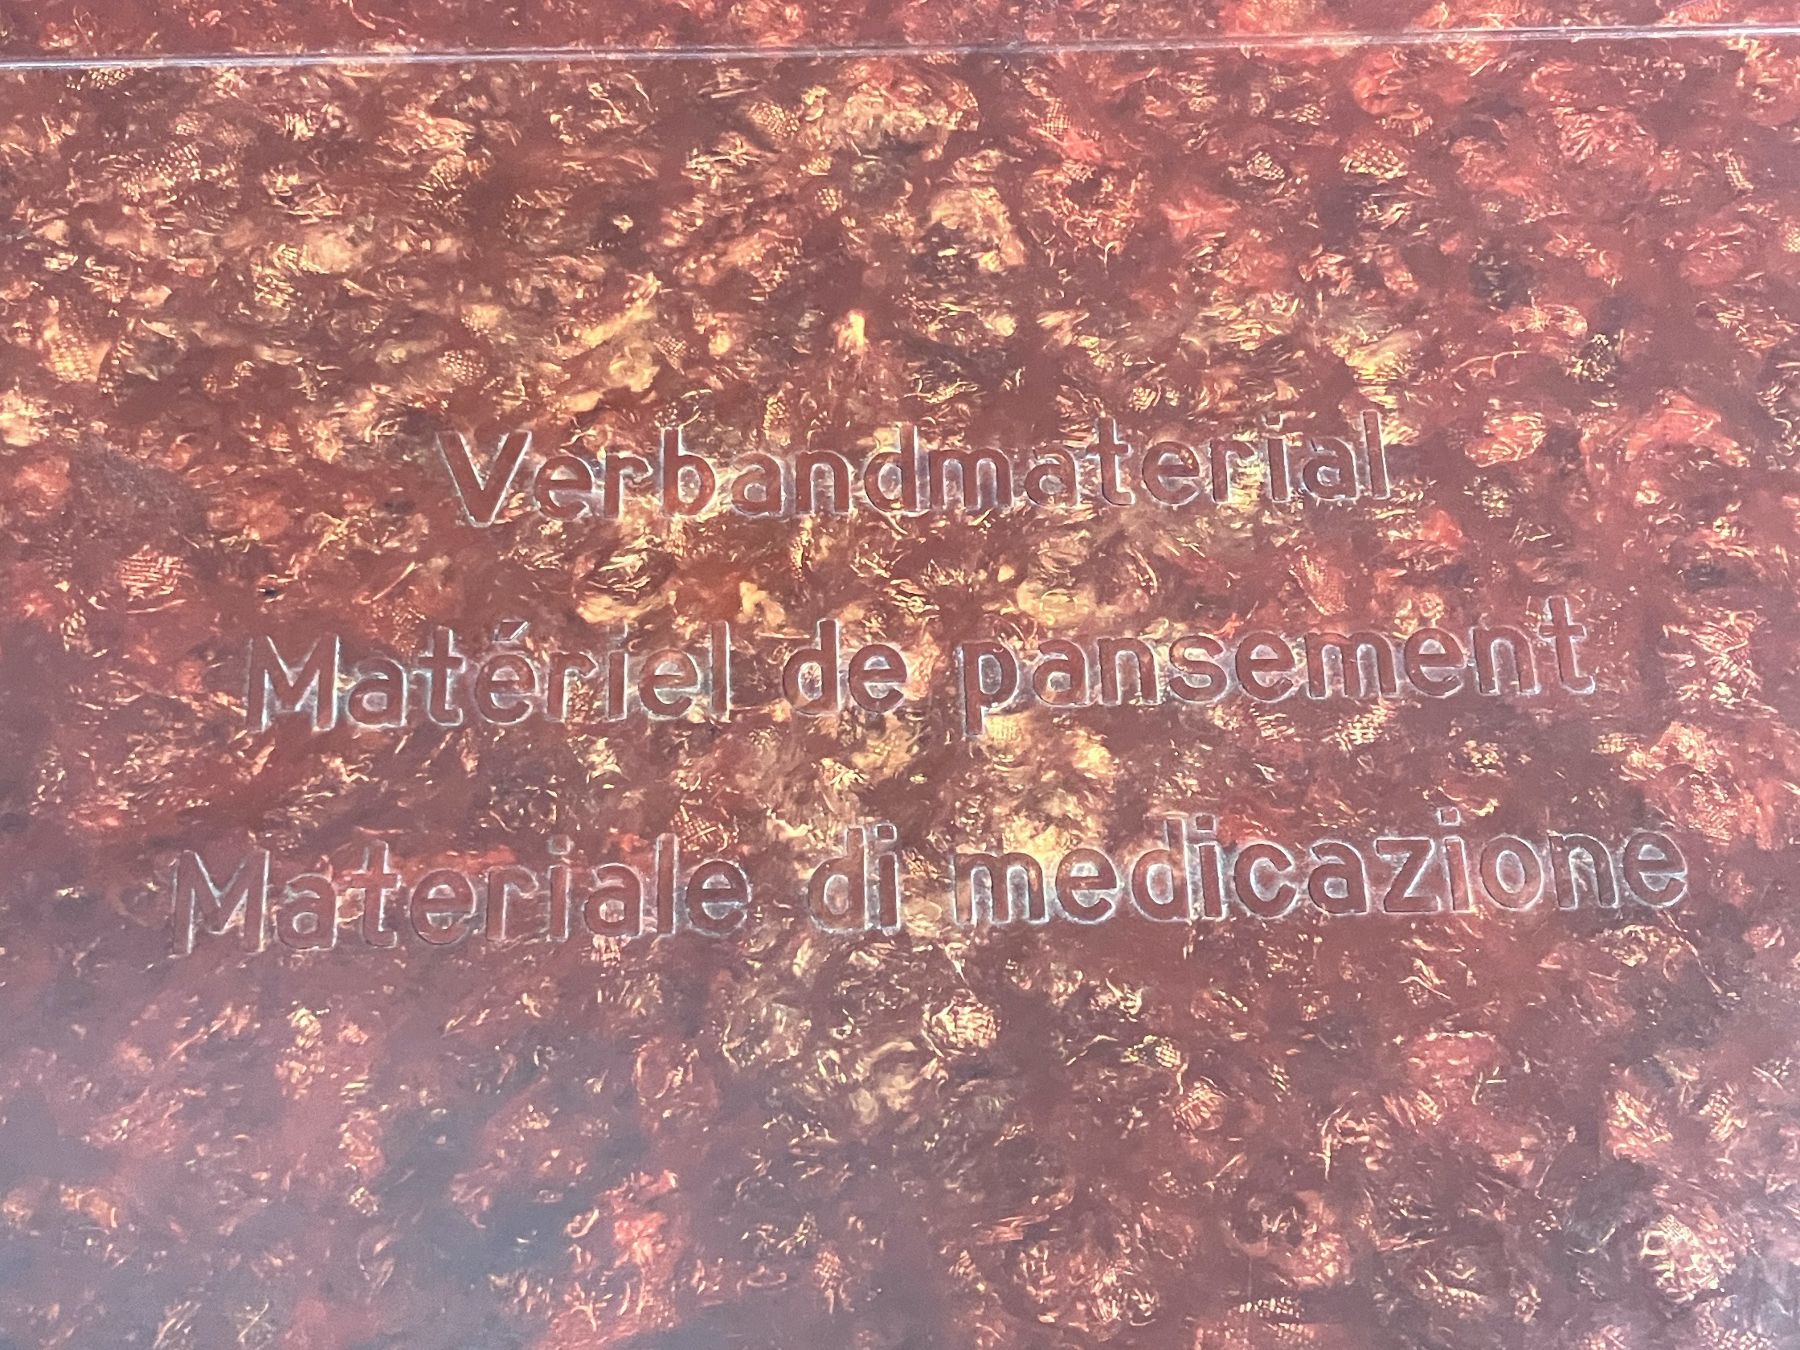 Verbandmaterial
Matériel de pansement
Materiale di medicazione